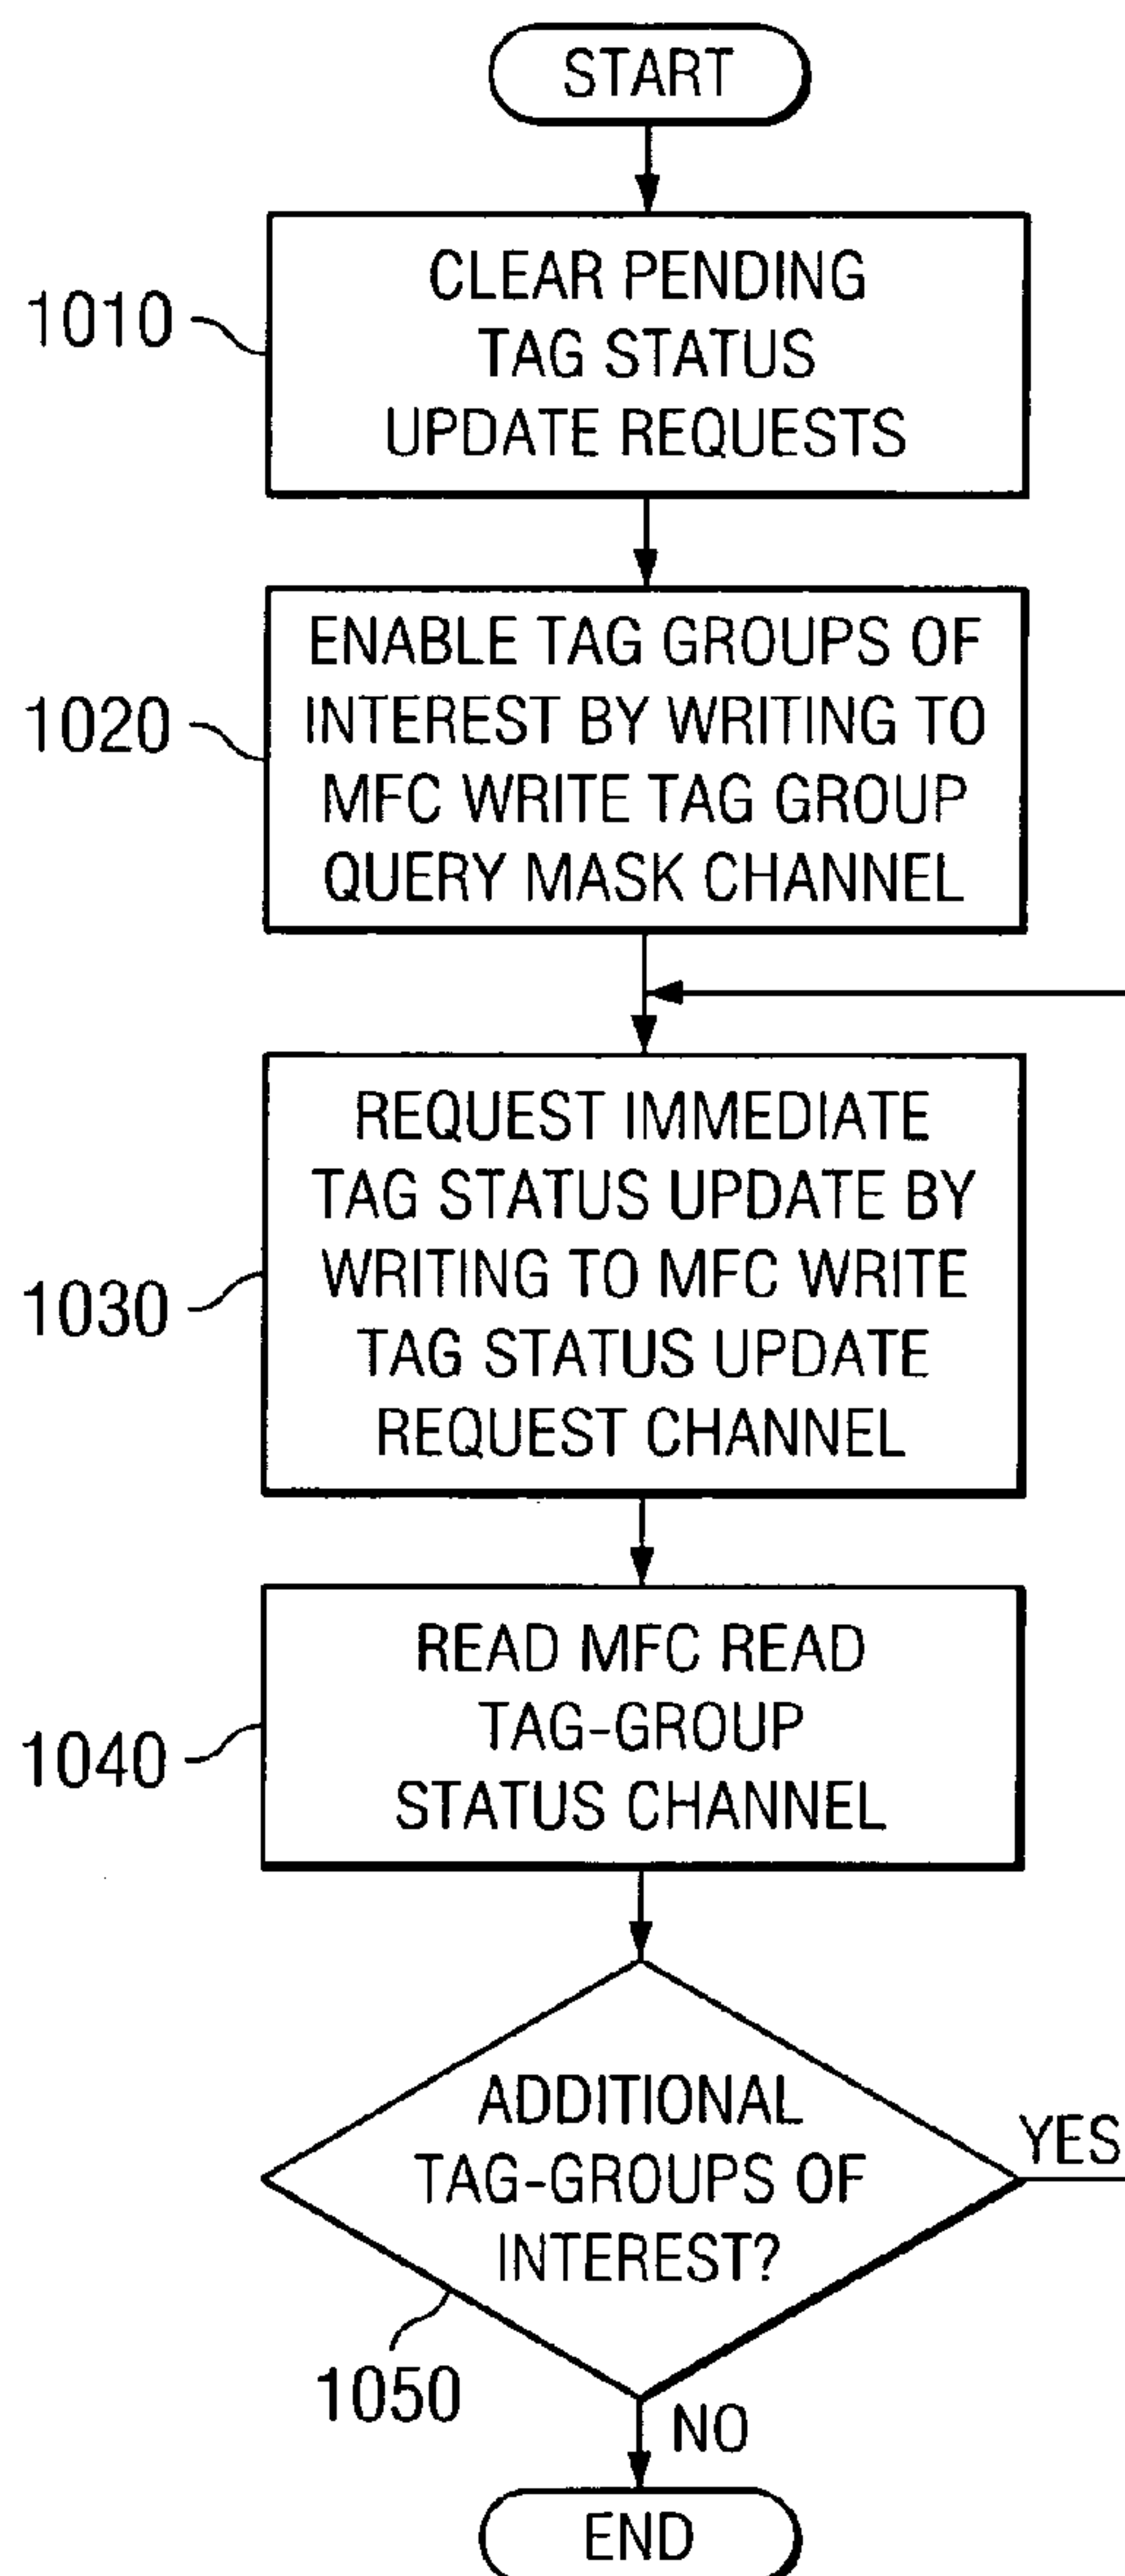 START
1010
CLEAR PENDING
TAG STATUS
UPDATE REQUESTS
1020
ENABLE TAG GROUPS OF
INTEREST BY WRITING TO
MFC WRITE TAG GROUP
QUERY MASK CHANNEL
1030
REQUEST IMMEDIATE
TAG STATUS UPDATE BY
WRITING TO MFC WRITE
TAG STATUS UPDATE
REQUEST CHANNEL
1040
READ MFC READ
TAG-GROUP
STATUS CHANNEL
ADDITIONAL
TAG-GROUPS OF
INTEREST?
YES
1050
NO
END